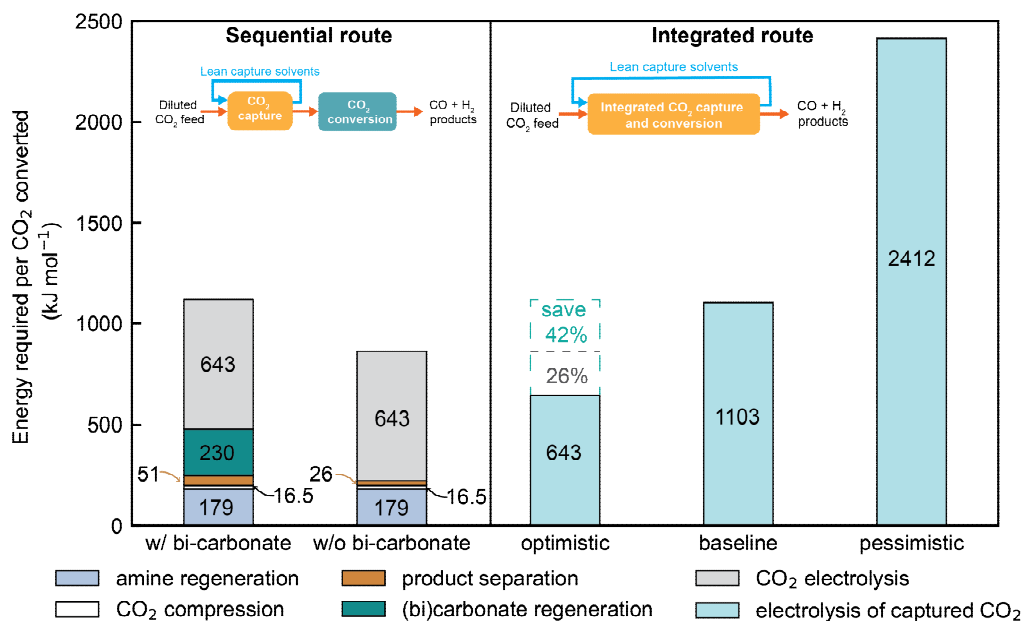 Energy required per CO₂ converted
(kJ mol⁻¹)
2500
2000
1500
1000
500
0
Sequential route
Lean capture solvents
Diluted
CO₂ feed
CO₂
capture
CO₂
conversion
CO + H₂
products
Integrated route
Lean capture solvents
Diluted
CO₂ feed
Integrated CO₂ capture
and conversion
CO + H₂
products
643
230
51
16.5
179
643
26
16.5
179
save
42%
26%
643
1103
2412
w/ bi-carbonate
w/o bi-carbonate
optimistic
baseline
pessimistic
amine regeneration
product separation
CO₂ electrolysis
CO₂ compression
(bi)carbonate regeneration
electrolysis of captured CO₂